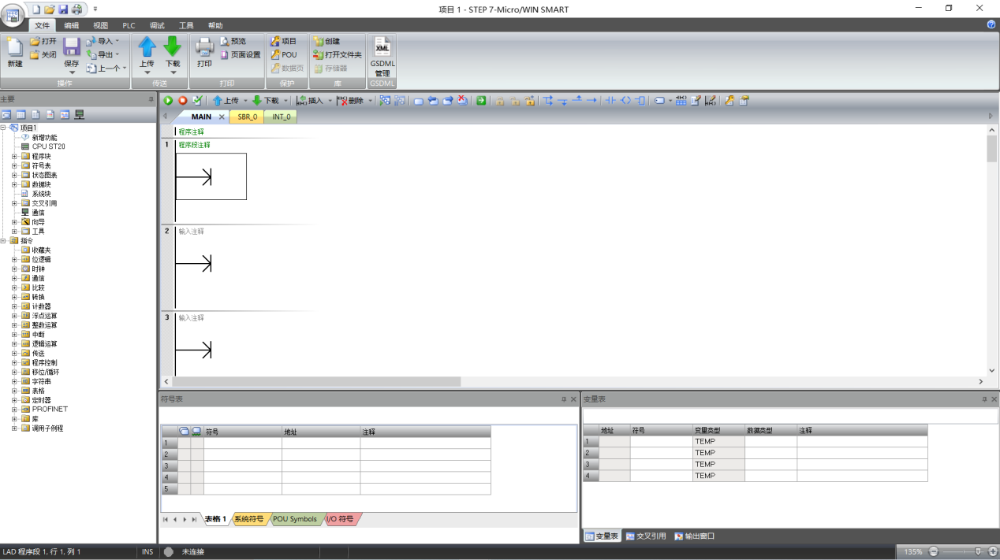 项目 1 - STEP 7-Micro/WIN SMART
文件 编辑 视图 PLC 调试 工具 帮助
新建 打开 关闭 保存 导入 导出 上一个
操作
上传 下载
传送
打印 预览 页面设置
打印
项目 POU 数据页
保护
创建 打开文件夹 存储器
库
XML GSDML 管理
GSDML
主要
项目1
新增功能
CPU ST20
程序块
符号表
状态图表
数据块
系统块
交叉引用
通信
向导
工具
指令
收藏夹
位逻辑
时钟
通信
比较
转换
计数器
浮点运算
整数运算
中断
逻辑运算
传送
程序控制
移位/循环
字符串
表格
定时器
PROFINET
库
调用子例程
上传 下载 插入 删除
MAIN SBR_0 INT_0
程序注释
1 程序段注释
2 输入注释
3 输入注释
符号表
符号 地址 注释
1
2
3
4
5
表格 1 系统符号 POU Symbols I/O 符号
变量表
地址 符号 变量类型 数据类型 注释
1 TEMP
2 TEMP
3 TEMP
4 TEMP
变量表 交叉引用 输出窗口
LAD 程序段 1, 行 1, 列 1 INS 未连接 135%